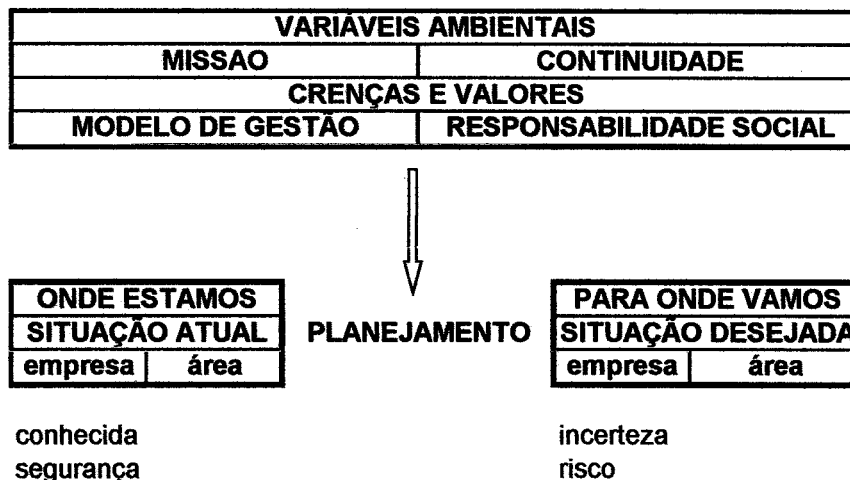 VARIÁVEIS AMBIENTAIS
MISSAO CONTINUIDADE
CRENÇAS E VALORES
MODELO DE GESTÃO RESPONSABILIDADE SOCIAL
ONDE ESTAMOS PARA ONDE VAMOS
SITUAÇÃO ATUAL PLANEJAMENTO SITUAÇÃO DESEJADA
empresa área empresa área
conhecida incerteza
segurança risco